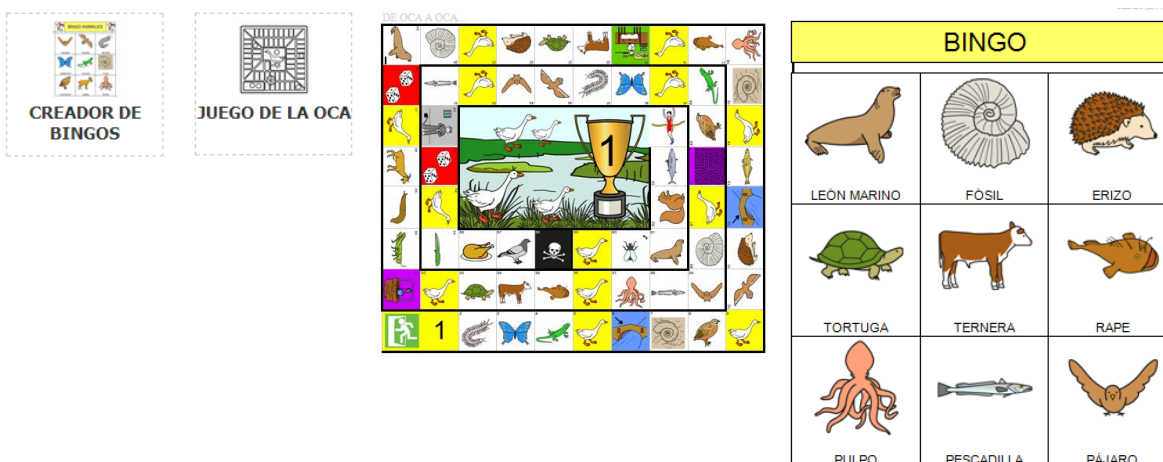 CREADOR DE
BINGOS
JUEGO DE LA OCA
DE OCA A OCA...
1
1
BINGO
LEÓN MARINO
FÓSIL
ERIZO
TORTUGA
TERNERA
RAPE
PULPO
PESCADILLA
PÁJARO